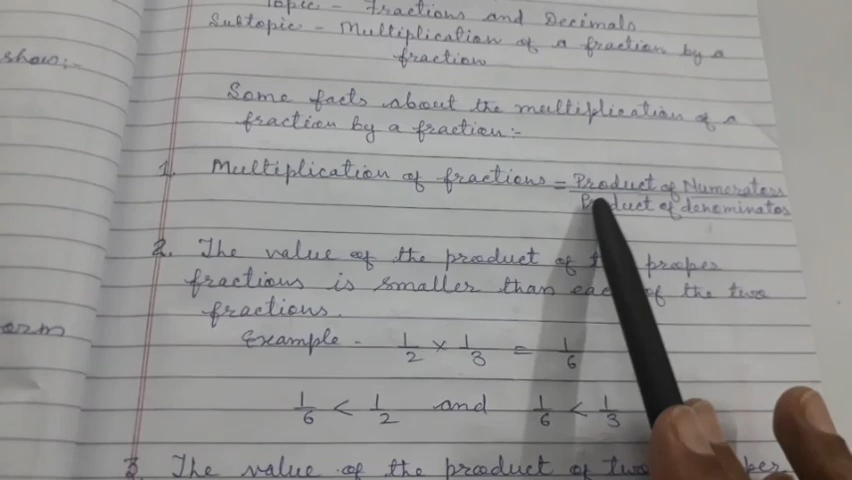 Topic - Fractions and Decimals
Subtopic - Multiplication of a fraction by a
fraction
show:-
Some facts about the multiplication of a
fraction by a fraction:-
1. Multiplication of fractions = Product of Numerators
Product of denominators
2. The value of the product of proper
fractions is smaller than each of the two
fractions.
Example - 1/2 × 1/3 = 1/6
1/6 < 1/2 and 1/6 < 1/3
3. The value of the product of two